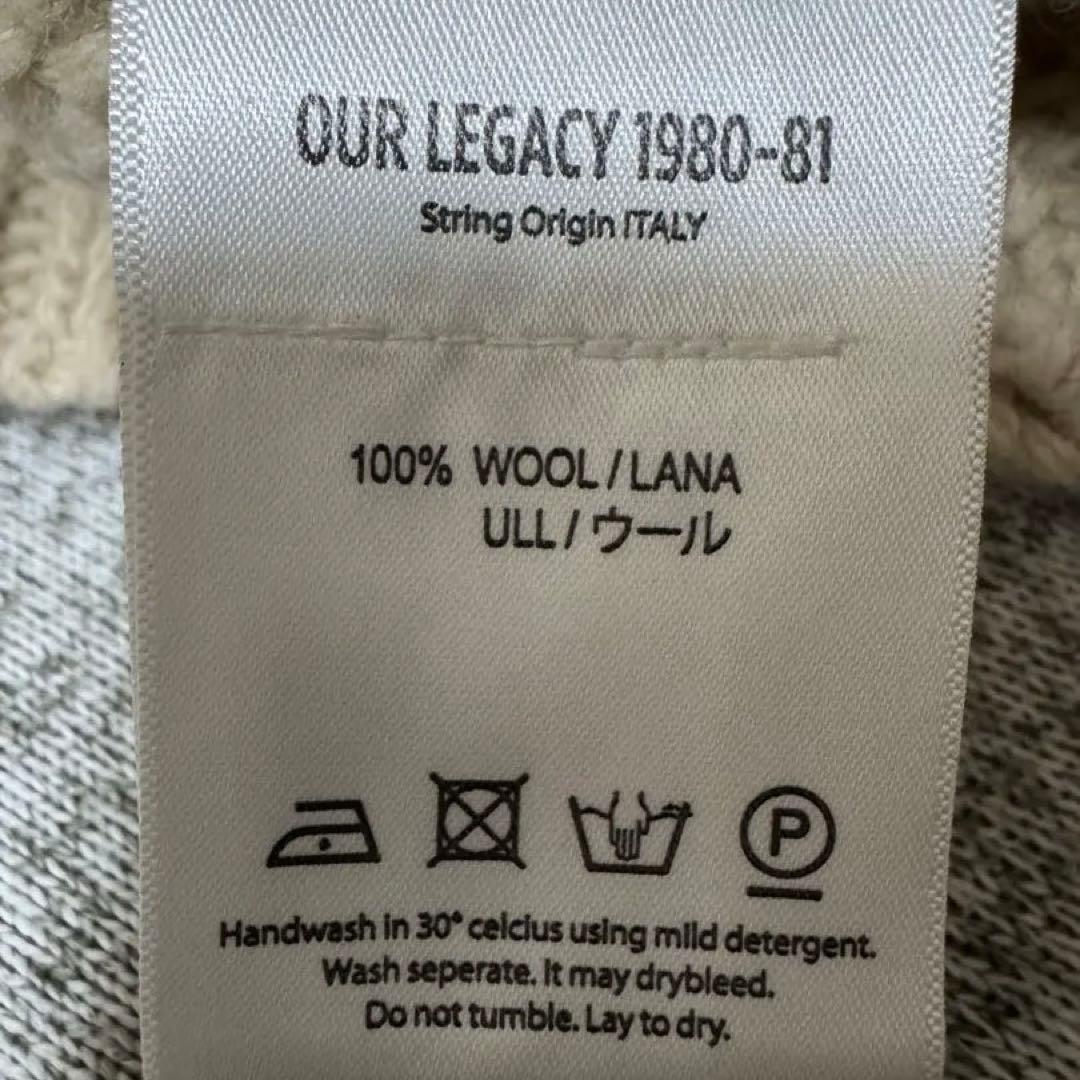 OUR LEGACY 1980-81
String Origin ITALY
100% WOOL/LANA
ULL/ウール
P
Handwash in 30° celcius using mild detergent.
Wash seperate. It may drybleed.
Do not tumble. Lay to dry.